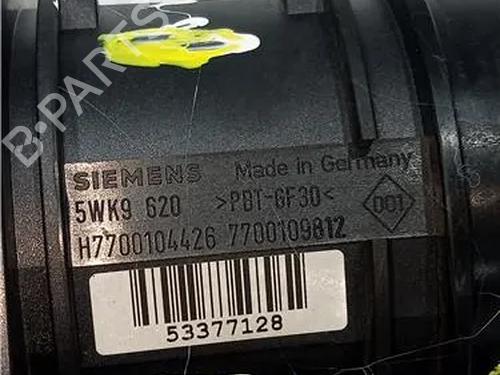 B-PARTS
SIEMENS Made in Germany
5WK9 620 >PBT-GF30< D01
H7700104426 7700109812
53377128